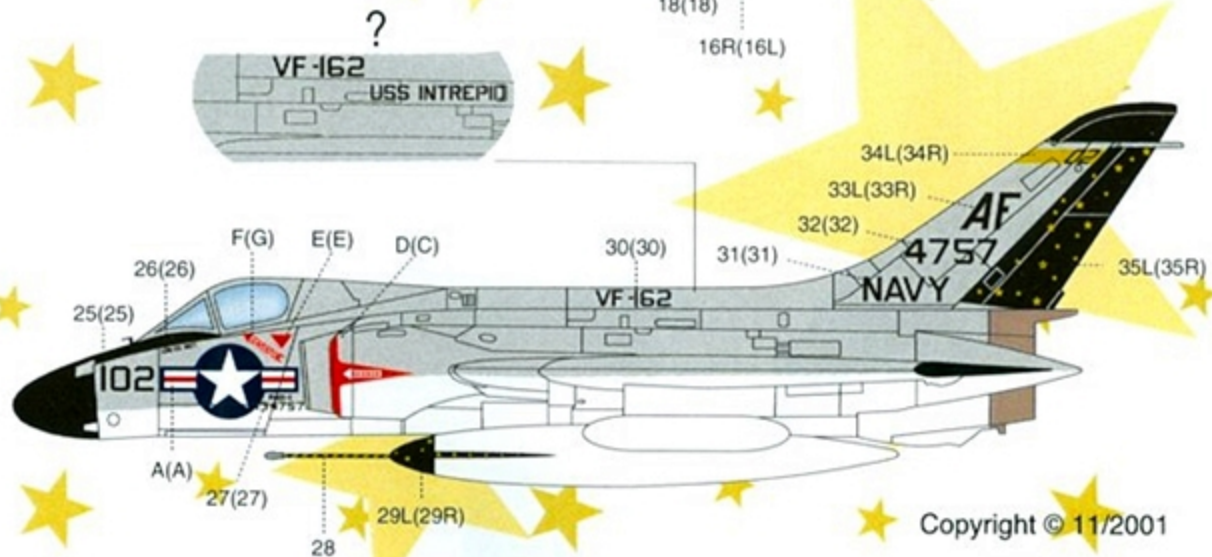 18(18)
16R(16L)
?
VF-162
USS INTREPID
34L(34R)
33L(33R)
AF
32(32)
4757
31(31)
NAVY
35L(35R)
F(G)
E(E)
D(C)
30(30)
VF-162
26(26)
25(25)
102
A(A)
27(27)
28
29L(29R)
Copyright © 11/2001